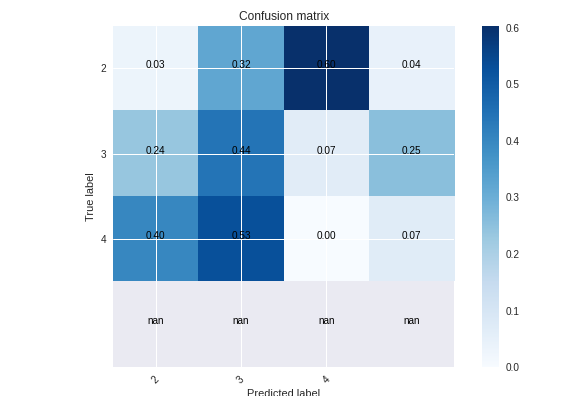 Confusion matrix
2 0.03 0.32 0.60 0.04
3 0.24 0.44 0.07 0.25
4 0.40 0.53 0.00 0.07
nan nan nan nan
2 3 4
True label
Predicted label
0.6
0.5
0.4
0.3
0.2
0.1
0.0